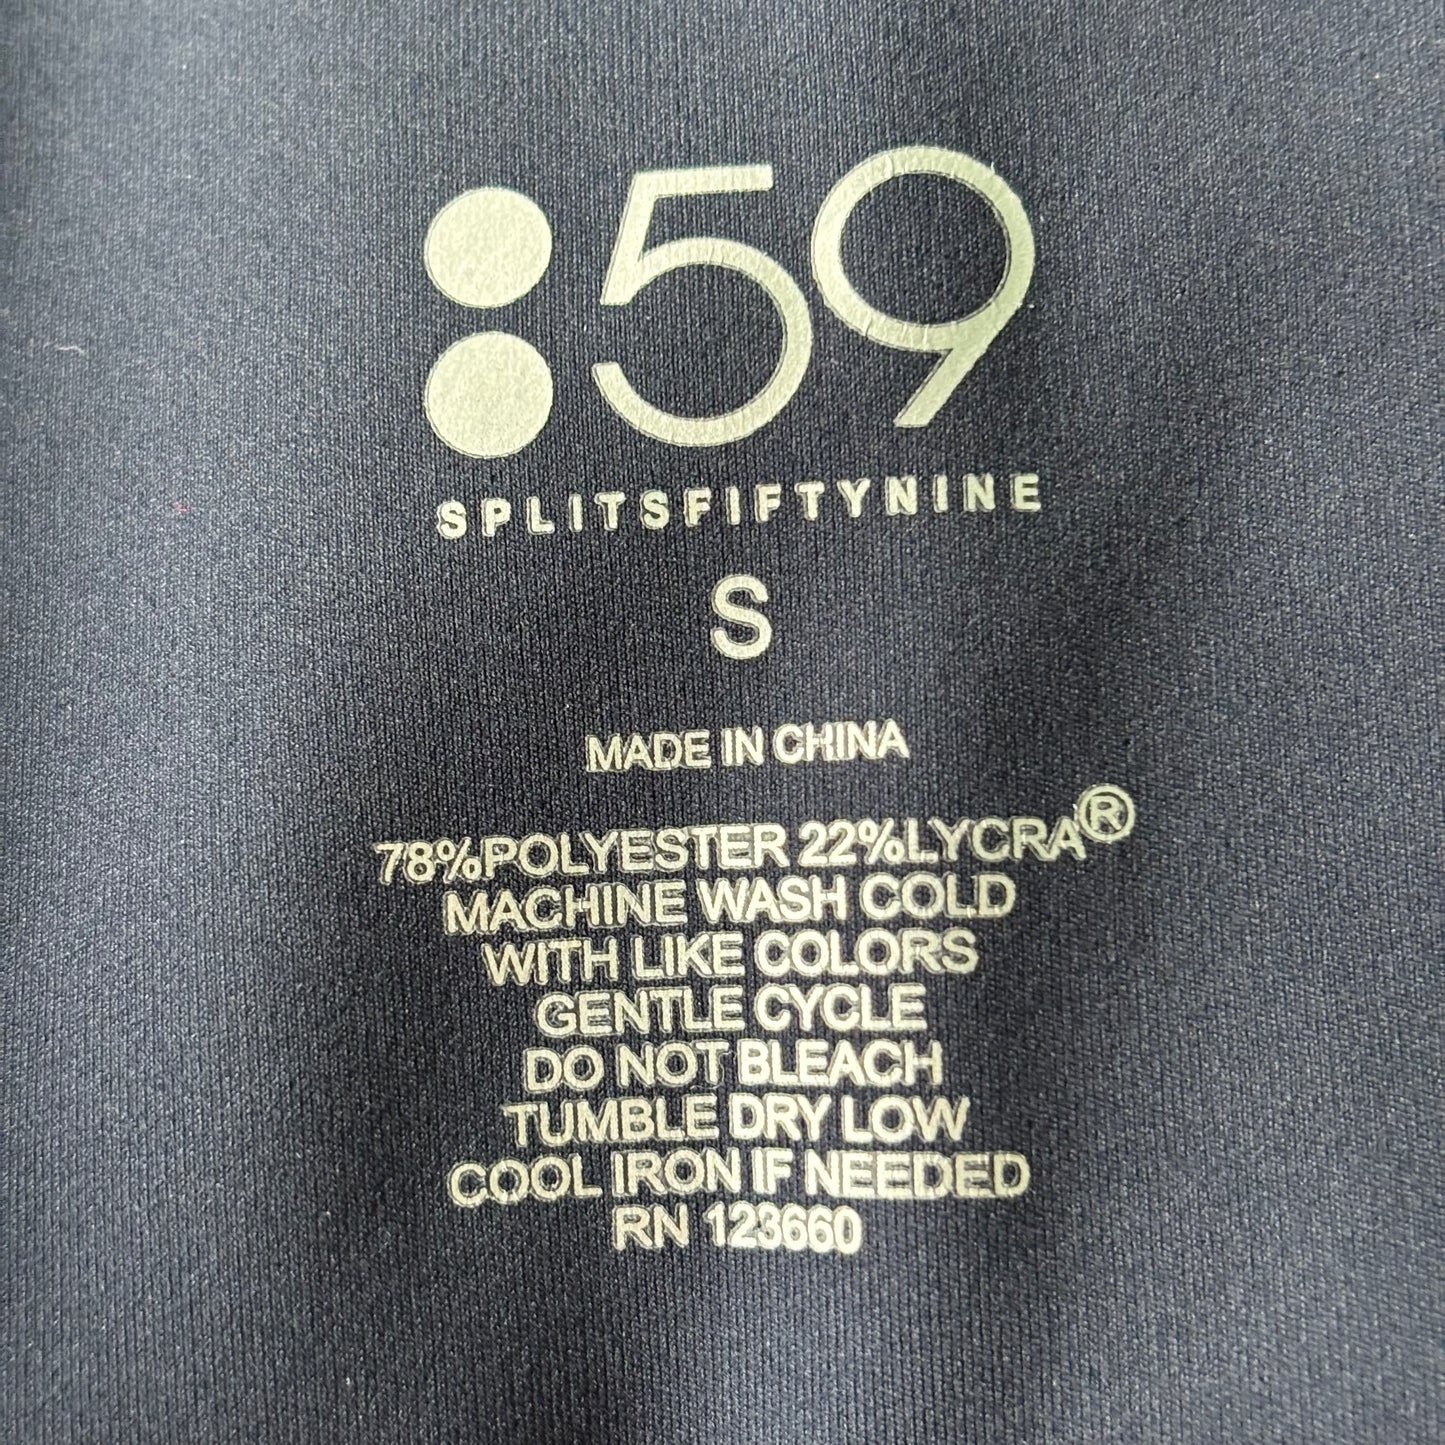 :59
SPLITSFIFTYNINE
S
MADE IN CHINA
78%POLYESTER 22%LYCRA®
MACHINE WASH COLD
WITH LIKE COLORS
GENTLE CYCLE
DO NOT BLEACH
TUMBLE DRY LOW
COOL IRON IF NEEDED
RN 123660